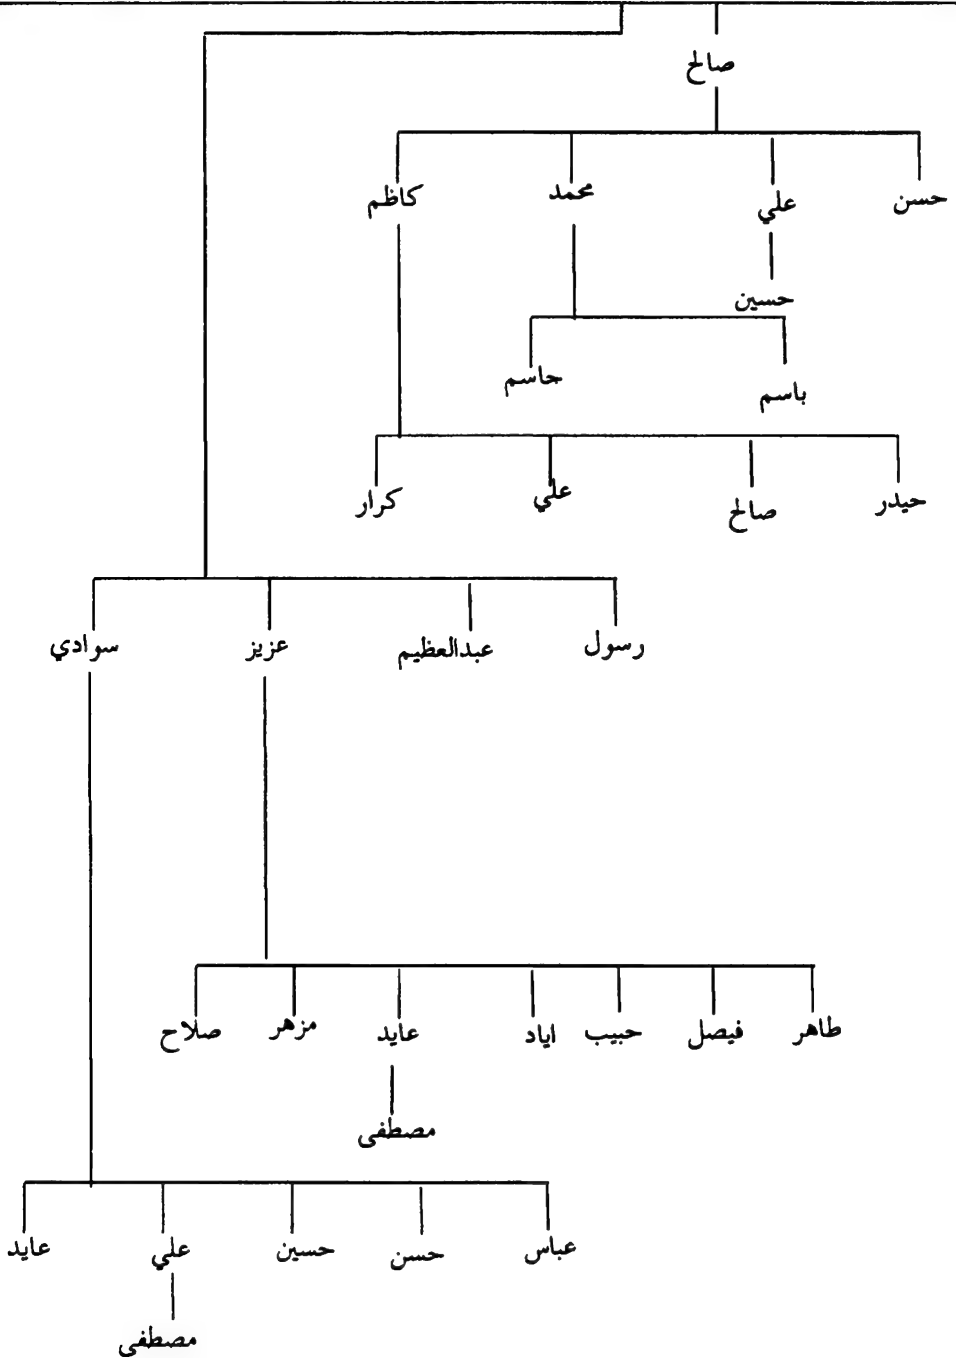 صالح
حسن علي محمد كاظم
حسين
باسم حاسم
حيدر صالح علي كرار
رسول عبدالعظيم عزيز سوادي
طاهر فيصل حبيب اياد عايد مزهر صلاح
مصطفى
عباس حسن حسين علي عايد
مصطفى